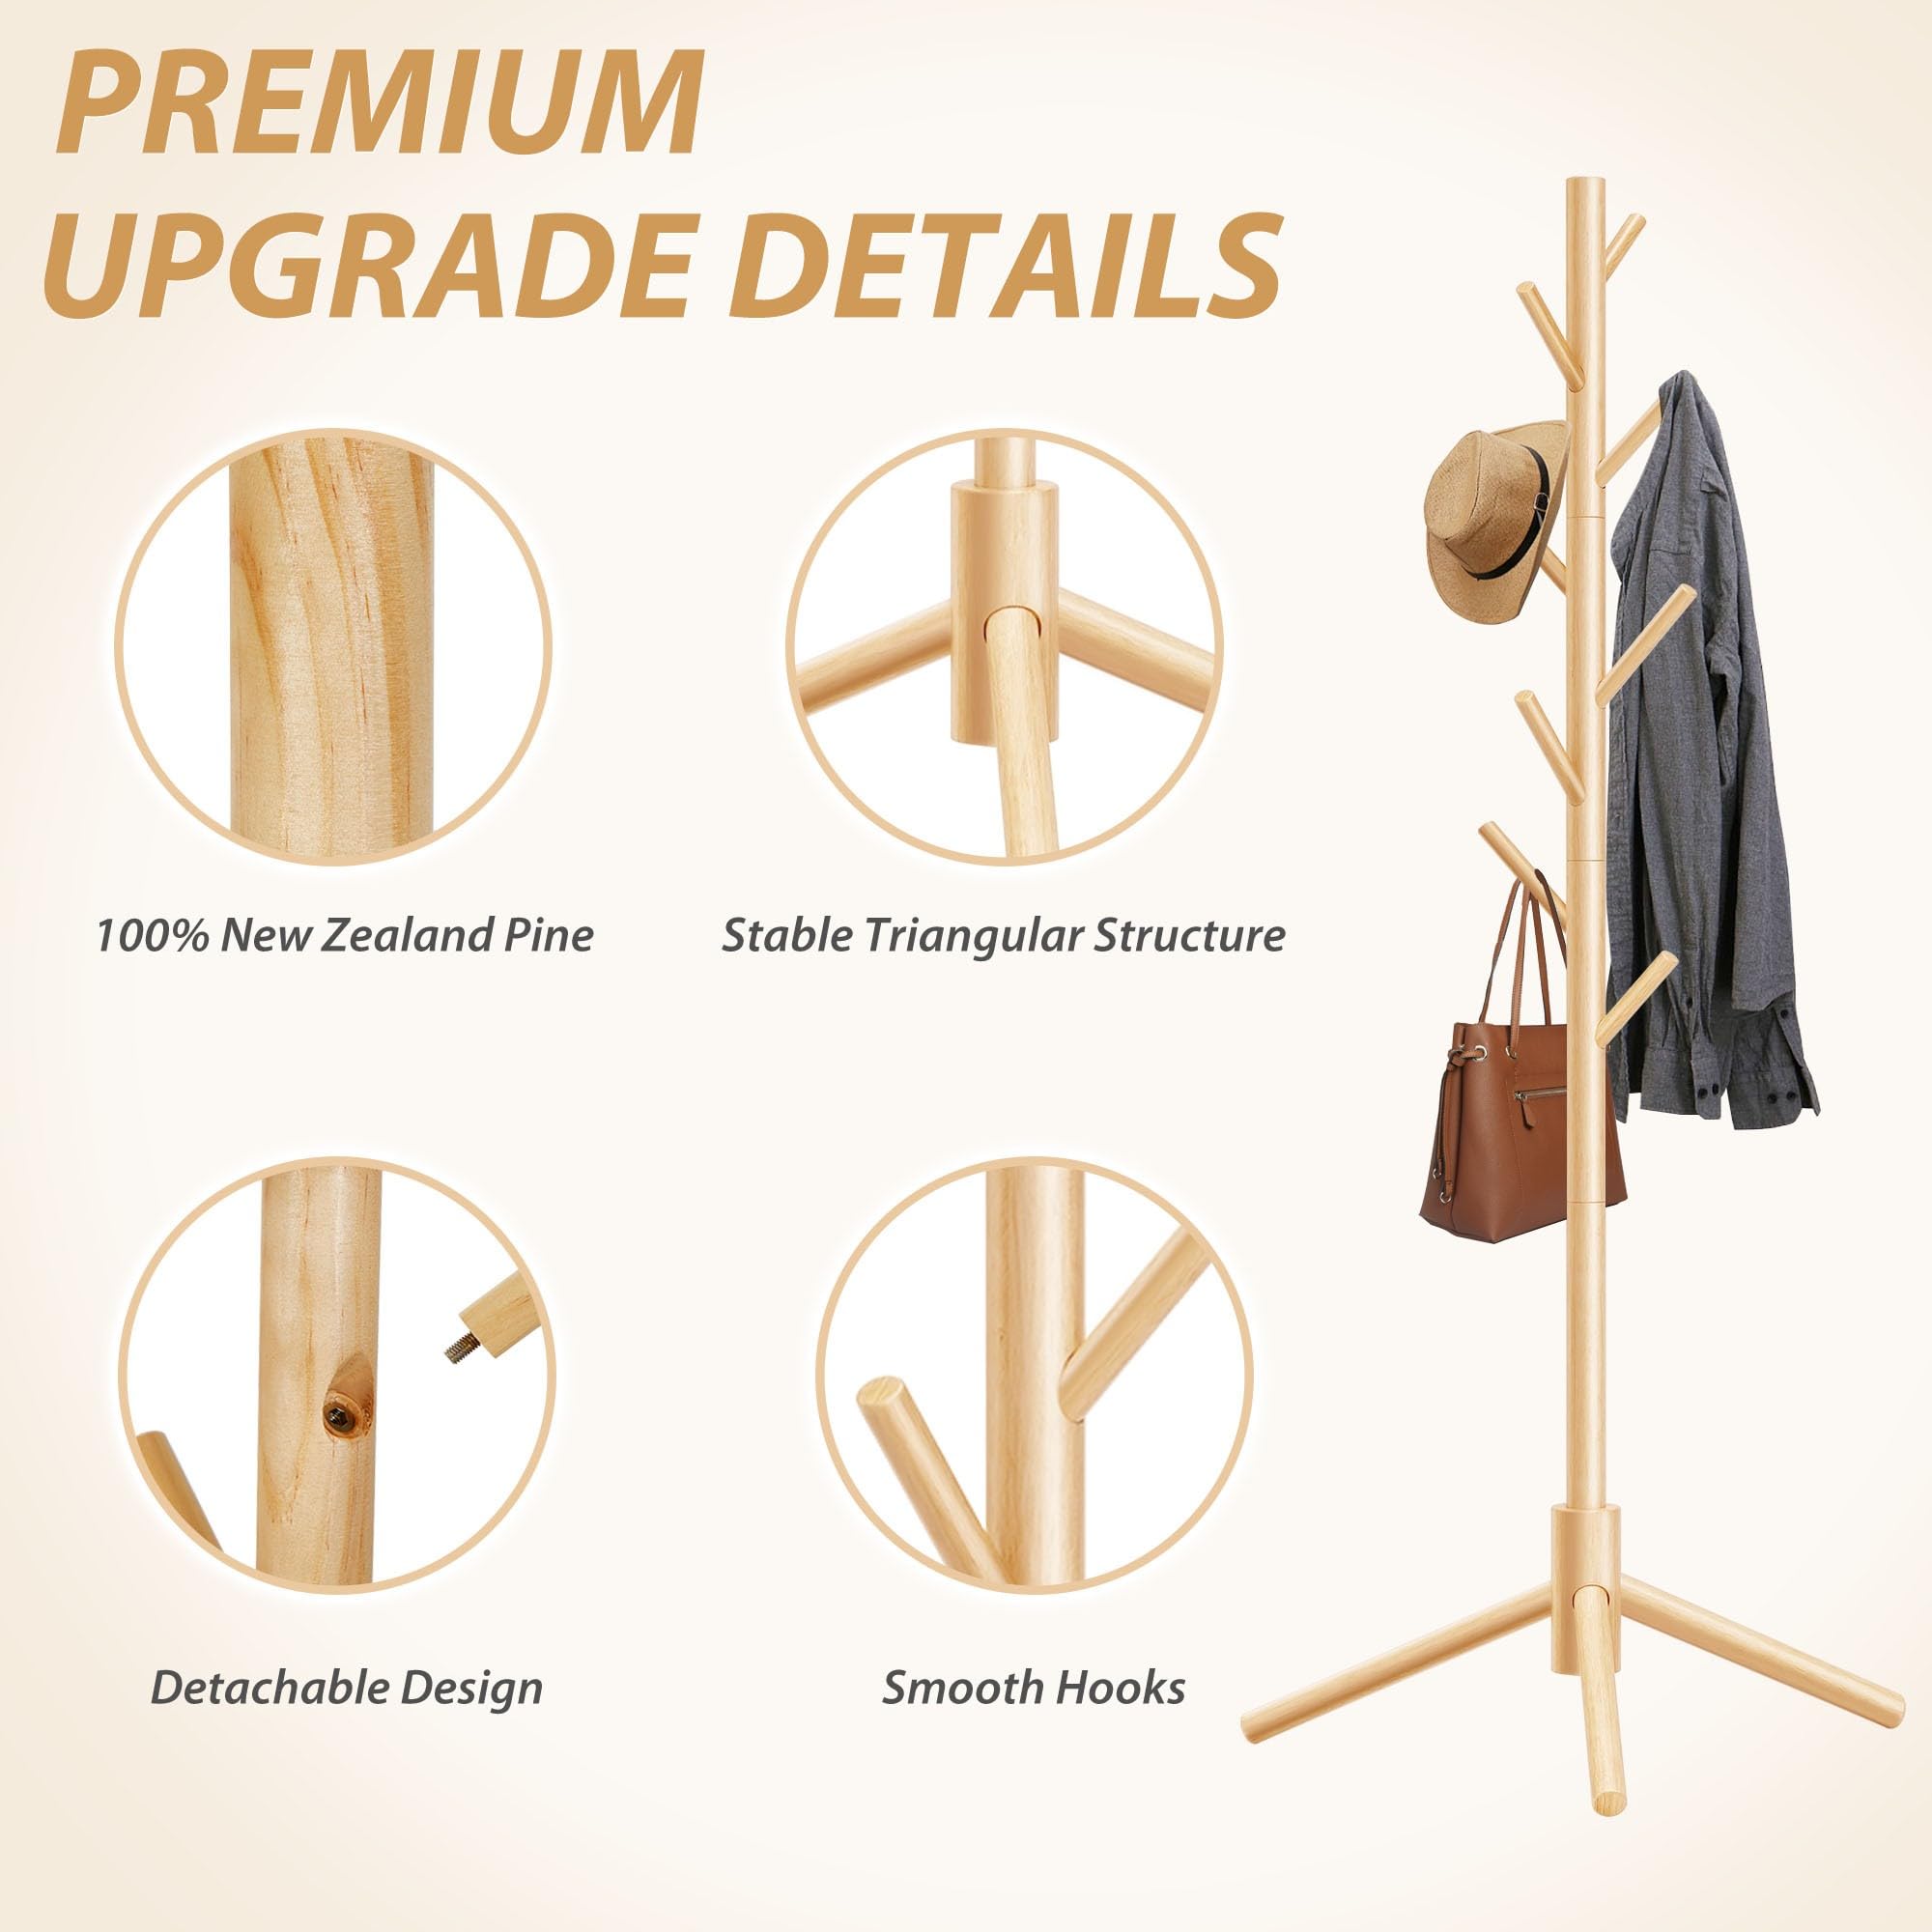 PREMIUM
UPGRADE DETAILS
100% New Zealand Pine
Stable Triangular Structure
Detachable Design
Smooth Hooks